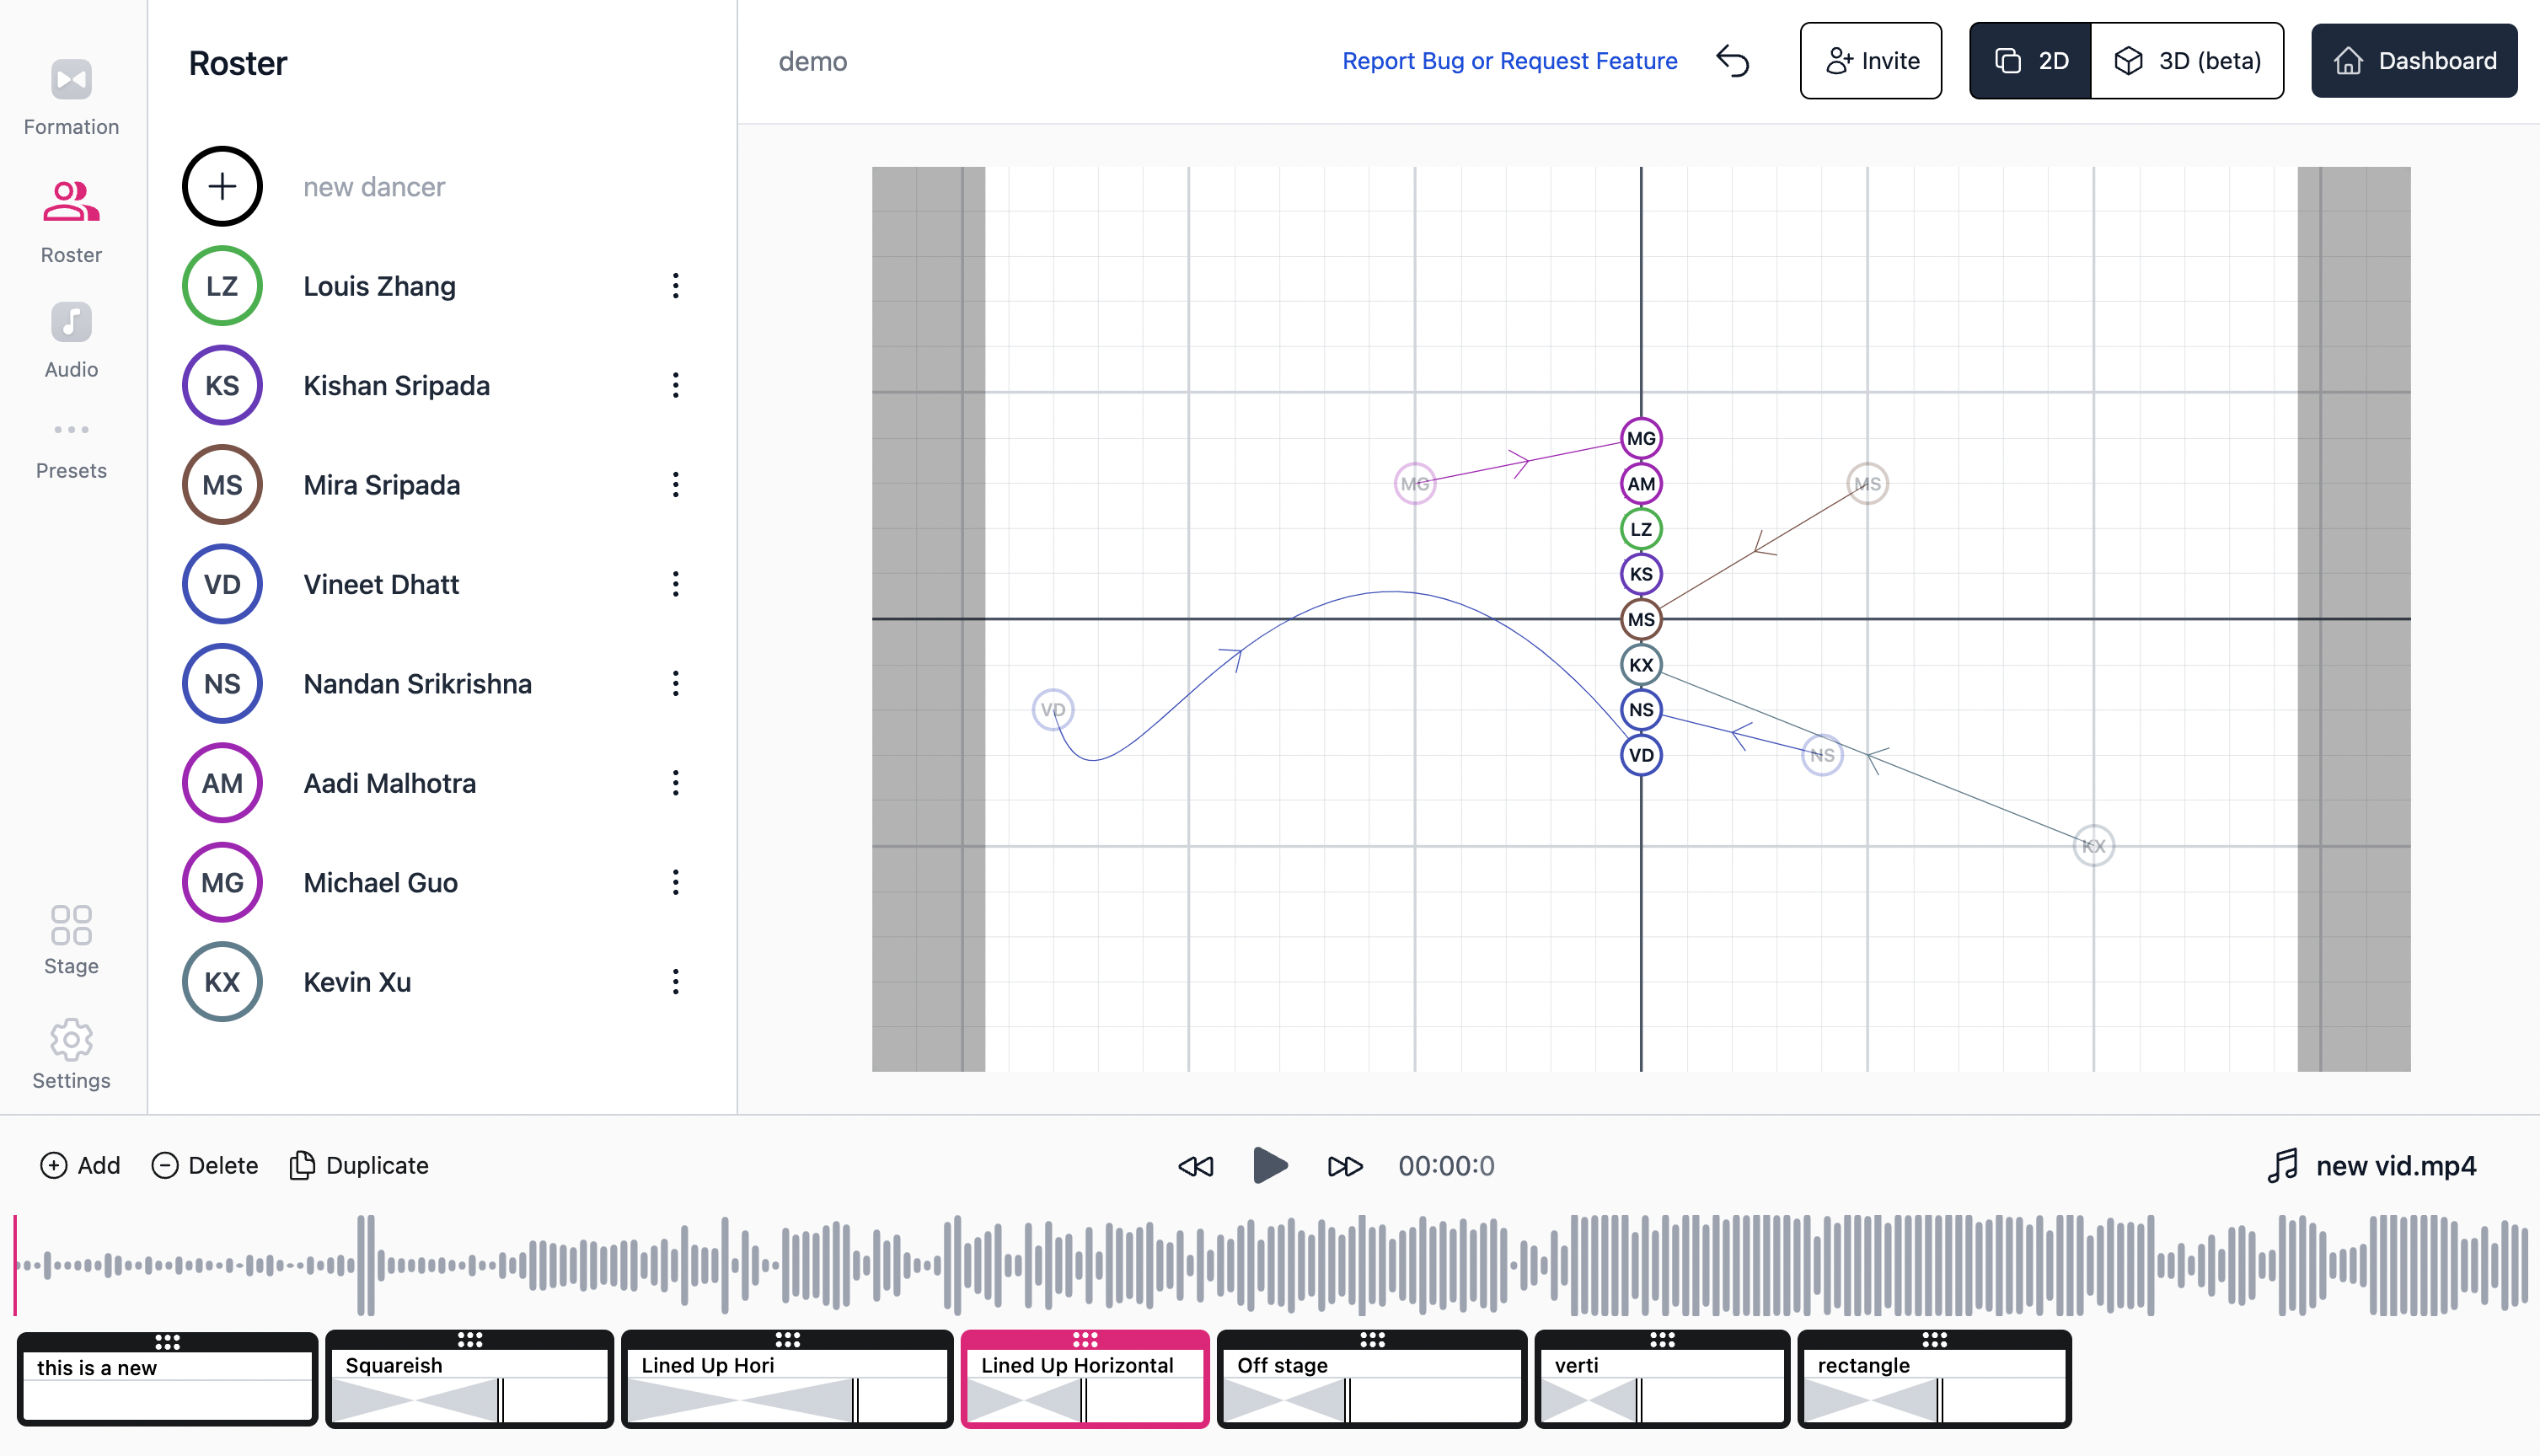 Formation
Roster
Audio
Presets
Stage
Settings
Roster
new dancer
LZ Louis Zhang
KS Kishan Sripada
MS Mira Sripada
VD Vineet Dhatt
NS Nandan Srikrishna
AM Aadi Malhotra
MG Michael Guo
KX Kevin Xu
demo
Report Bug or Request Feature
Invite
2D
3D (beta)
Dashboard
MG
MG
AM
MS
LZ
KS
MS
KX
VD
NS
VD
NS
KX
Add
Delete
Duplicate
00:00:0
new vid.mp4
this is a new
Squareish
Lined Up Hori
Lined Up Horizontal
Off stage
verti
rectangle